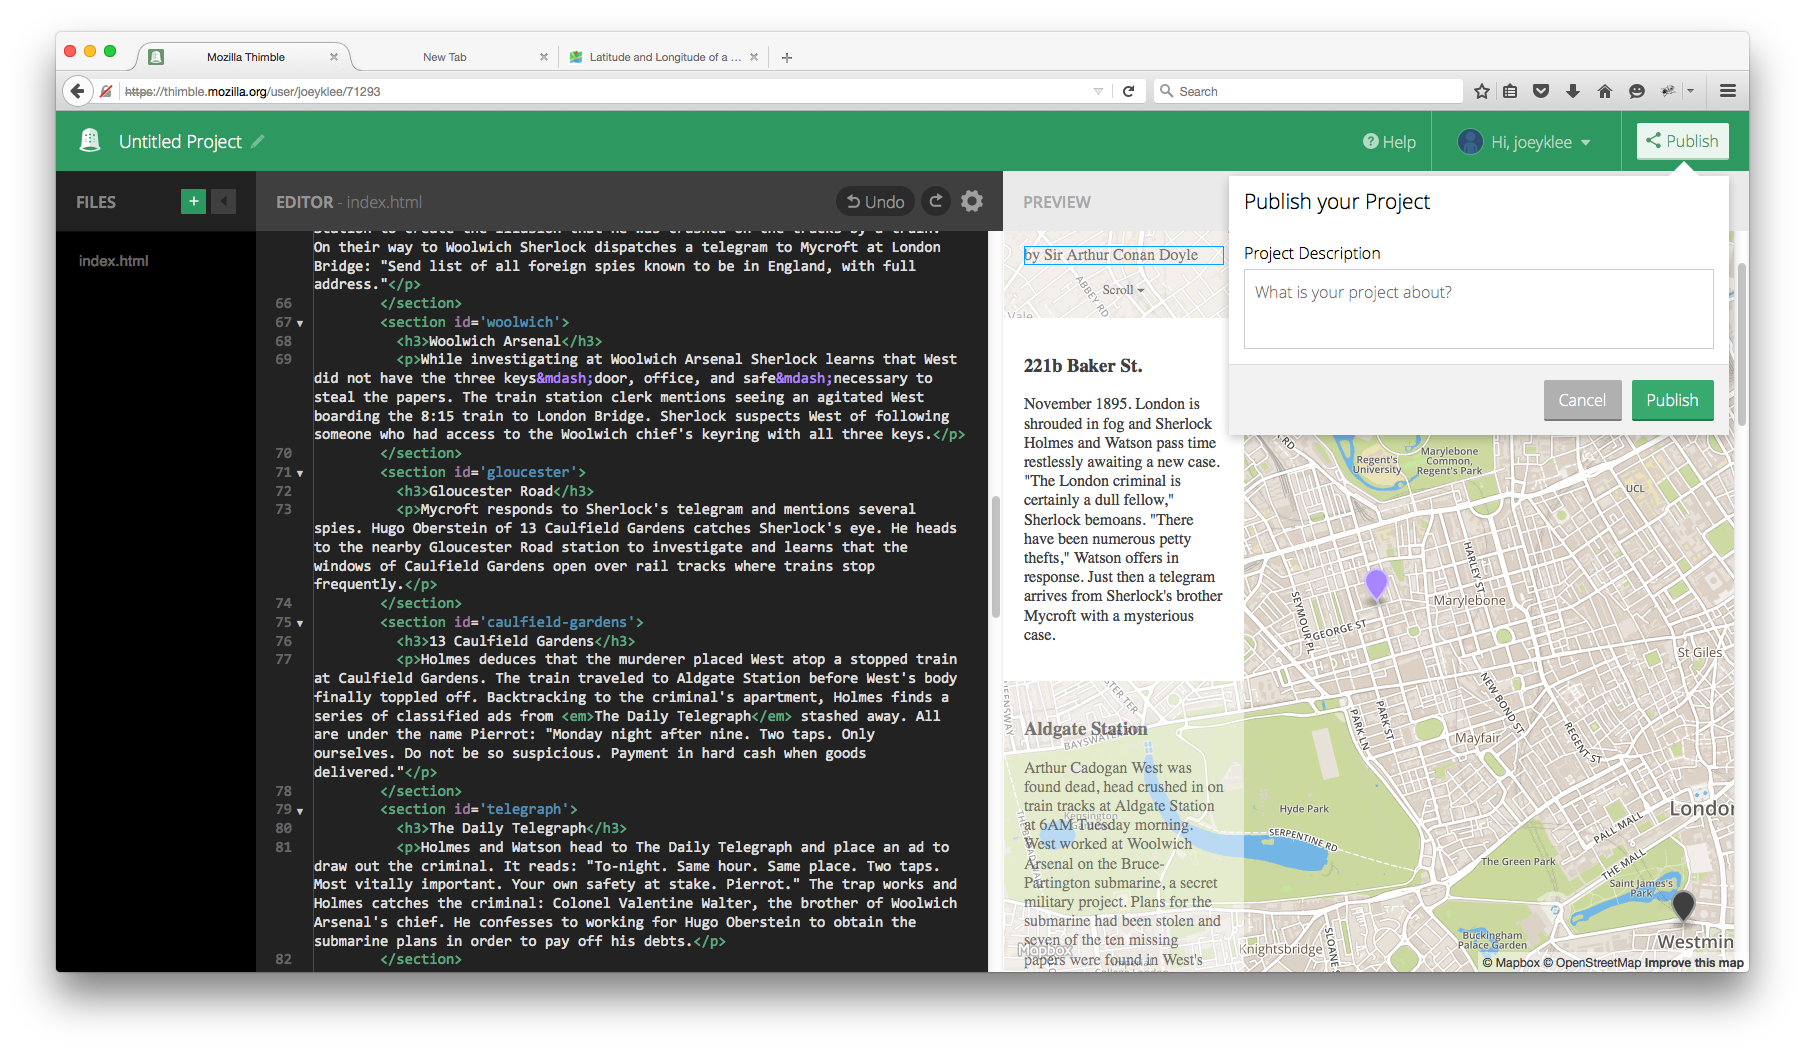 Mozilla Thimble
New Tab
Latitude and Longitude of a ...
https://thimble.mozilla.org/user/joeyklee/71293
Search
Untitled Project
Help
Hi, joeyklee
Publish
FILES
EDITOR - index.html
Undo
PREVIEW
Publish your Project
Project Description
What is your project about?
Cancel
Publish
index.html
Station to create the illusion that he was crushed on the tracks by a train.
On their way to Woolwich Sherlock dispatches a telegram to Mycroft at London
Bridge: "Send list of all foreign spies known to be in England, with full
address."</p>
66 </section>
67 <section id='woolwich'>
68 <h3>Woolwich Arsenal</h3>
69 <p>While investigating at Woolwich Arsenal Sherlock learns that West
did not have the three keys&mdash;door, office, and safe&mdash;necessary to
steal the papers. The train station clerk mentions seeing an agitated West
boarding the 8:15 train to London Bridge. Sherlock suspects West of following
someone who had access to the Woolwich chief's keyring with all three keys.</p>
70 </section>
71 <section id='gloucester'>
72 <h3>Gloucester Road</h3>
73 <p>Mycroft responds to Sherlock's telegram and mentions several
spies. Hugo Oberstein of 13 Caulfield Gardens catches Sherlock's eye. He heads
to the nearby Gloucester Road station to investigate and learns that the
windows of Caulfield Gardens open over rail tracks where trains stop
frequently.</p>
74 </section>
75 <section id='caulfield-gardens'>
76 <h3>13 Caulfield Gardens</h3>
77 <p>Holmes deduces that the murderer placed West atop a stopped train
at Caulfield Gardens. The train traveled to Aldgate Station before West's body
finally toppled off. Backtracking to the criminal's apartment, Holmes finds a
series of classified ads from <em>The Daily Telegraph</em> stashed away. All
are under the name Pierrot: "Monday night after nine. Two taps. Only
ourselves. Do not be so suspicious. Payment in hard cash when goods
delivered."</p>
78 </section>
79 <section id='telegraph'>
80 <h3>The Daily Telegraph</h3>
81 <p>Holmes and Watson head to The Daily Telegraph and place an ad to
draw out the criminal. It reads: "To-night. Same hour. Same place. Two taps.
Most vitally important. Your own safety at stake. Pierrot." The trap works and
Holmes catches the criminal: Colonel Valentine Walter, the brother of Woolwich
Arsenal's chief. He confesses to working for Hugo Oberstein to obtain the
submarine plans in order to pay off his debts.</p>
82 </section>
by Sir Arthur Conan Doyle
Scroll
ABBEY RD
Vale
221b Baker St.
November 1895. London is
shrouded in fog and Sherlock
Holmes and Watson pass time
restlessly awaiting a new case.
"The London criminal is
certainly a dull fellow,"
Sherlock bemoans. "There
have been numerous petty
thefts," Watson offers in
response. Just then a telegram
arrives from Sherlock's brother
Mycroft with a mysterious
case.
Aldgate Station
Arthur Cadogan West was
found dead, head crushed in on
train tracks at Aldgate Station
at 6AM Tuesday morning.
West worked at Woolwich
Arsenal on the Bruce-
Partington submarine, a secret
military project. Plans for the
submarine had been stolen and
seven of the ten missing
papers were found in West's
Regent's
University
Marylebone
Common,
Regent's Park
UCL
HARLEY ST
Marylebone
SEYMOUR PL
GEORGE ST
St Giles
NEW BOND ST
PARK ST
PARK LN
Mayfair
REGENT ST
Hyde Park
Kensington
SERPENTINE RD
London
PALL MALL
The Green Park
THE MALL
Saint James's
Park
Buckingham
Palace Garden
Westmin
Knightsbridge
SLOANE S
Mapbox
© Mapbox © OpenStreetMap Improve this map